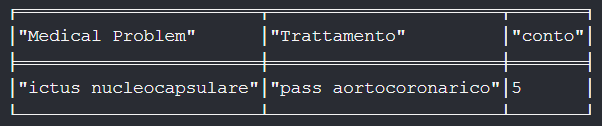 "Medical Problem" "Trattamento" "conto"
"ictus nucleocapsulare" "pass aortocoronarico" 5